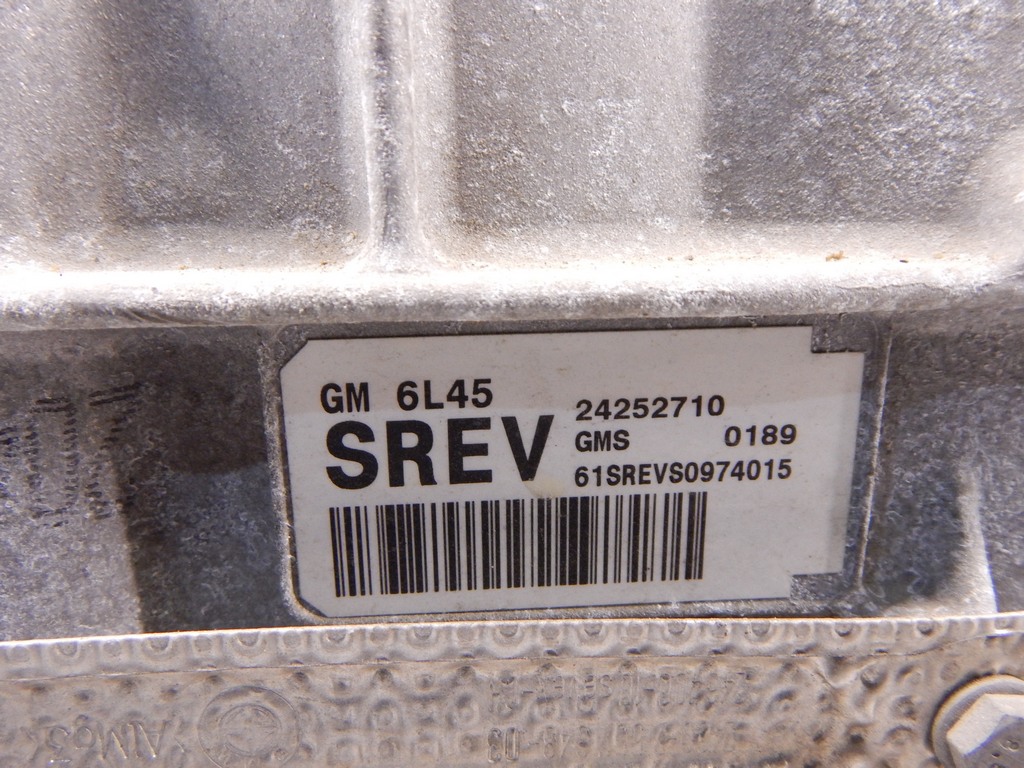 GM 6L45
SREV
24252710
GMS 0189
61SREVS0974015